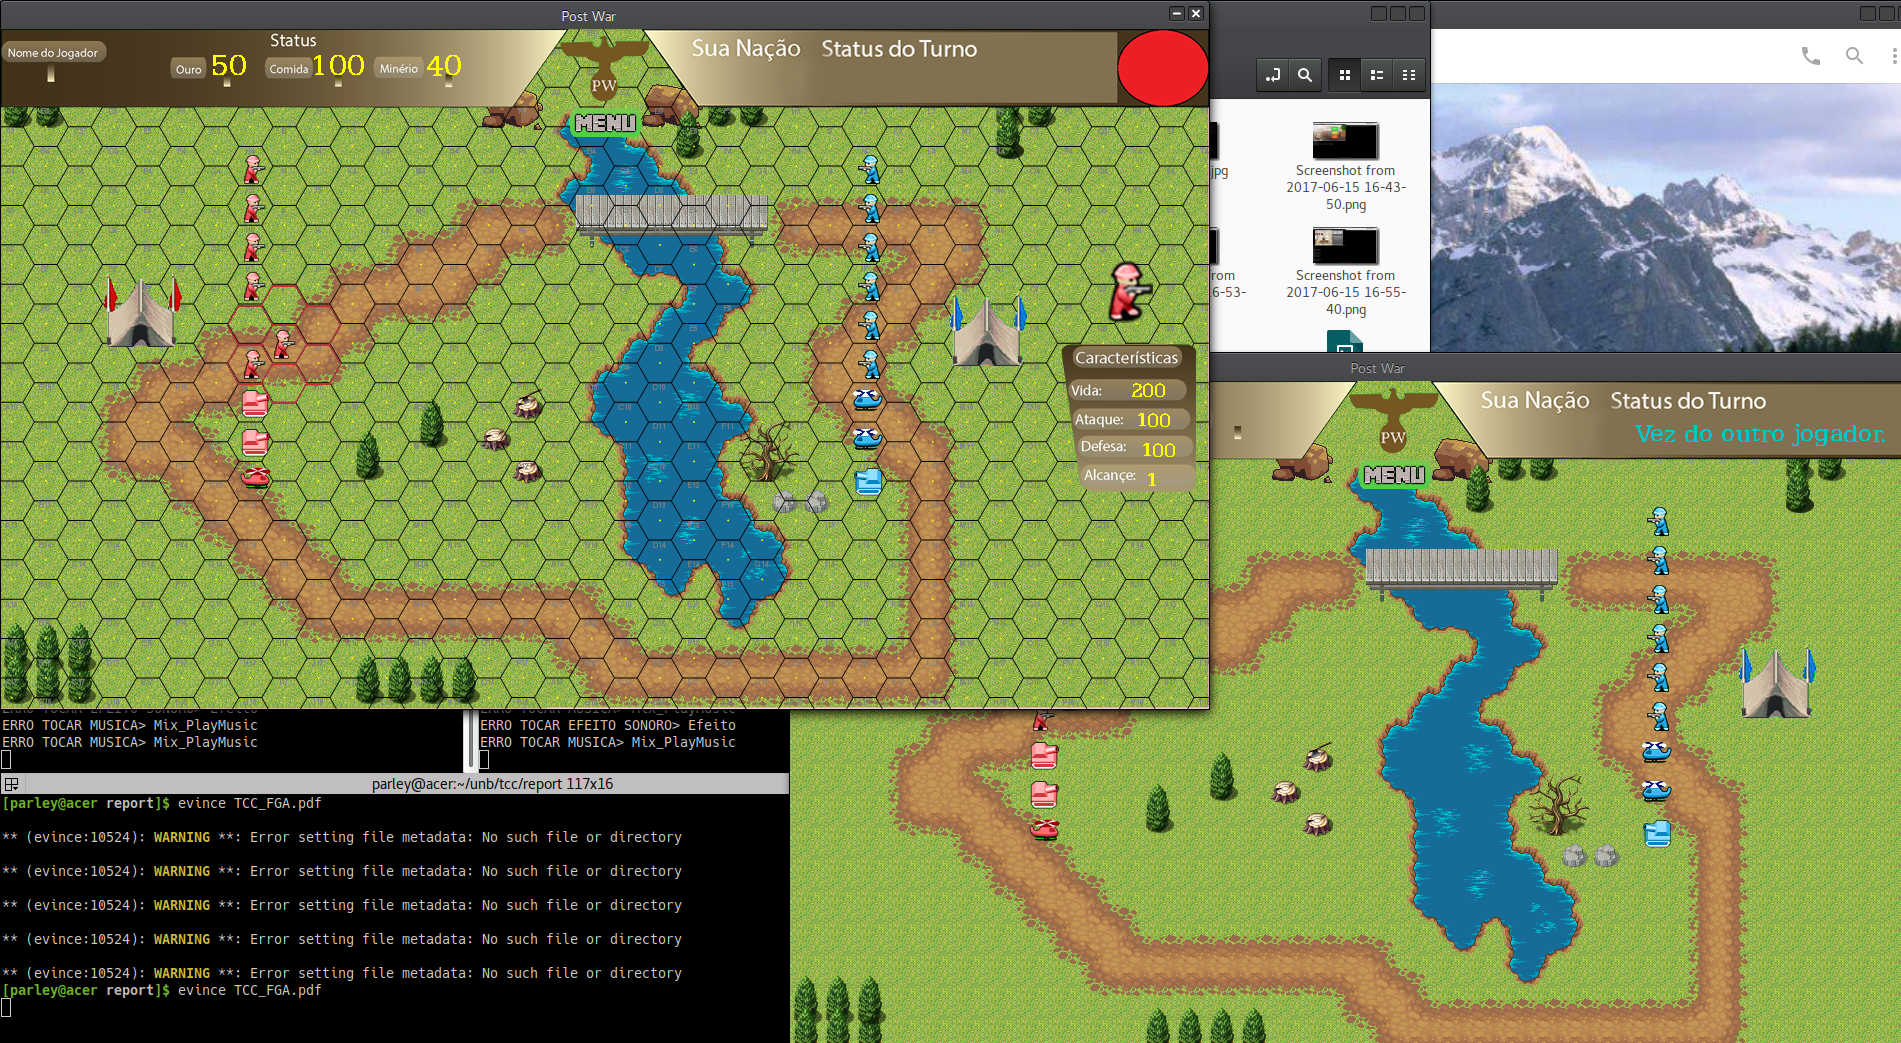 Post War
Nome do Jogador
Status
Ouro 50
Comida 100
Minério 40
PW
Sua Nação Status do Turno
MENU
Características
Vida: 200
Ataque: 100
Defesa: 100
Alcançe: 1
jpg
Screenshot from
2017-06-15 16-43-
50.png
rom
6-53-
Screenshot from
2017-06-15 16-55-
40.png
Post War
PW
Sua Nação Status do Turno
Vez do outro jogador.
MENU
ERRO TOCAR MUSICA> Mix_PlayMusic
ERRO TOCAR MUSICA> Mix_PlayMusic
ERRO TOCAR EFEITO SONORO> Efeito
ERRO TOCAR MUSICA> Mix_PlayMusic
parley@acer:~/unb/tcc/report 117x16
[parley@acer report]$ evince TCC_FGA.pdf
** (evince:10524): WARNING **: Error setting file metadata: No such file or directory
** (evince:10524): WARNING **: Error setting file metadata: No such file or directory
** (evince:10524): WARNING **: Error setting file metadata: No such file or directory
** (evince:10524): WARNING **: Error setting file metadata: No such file or directory
** (evince:10524): WARNING **: Error setting file metadata: No such file or directory
[parley@acer report]$ evince TCC_FGA.pdf